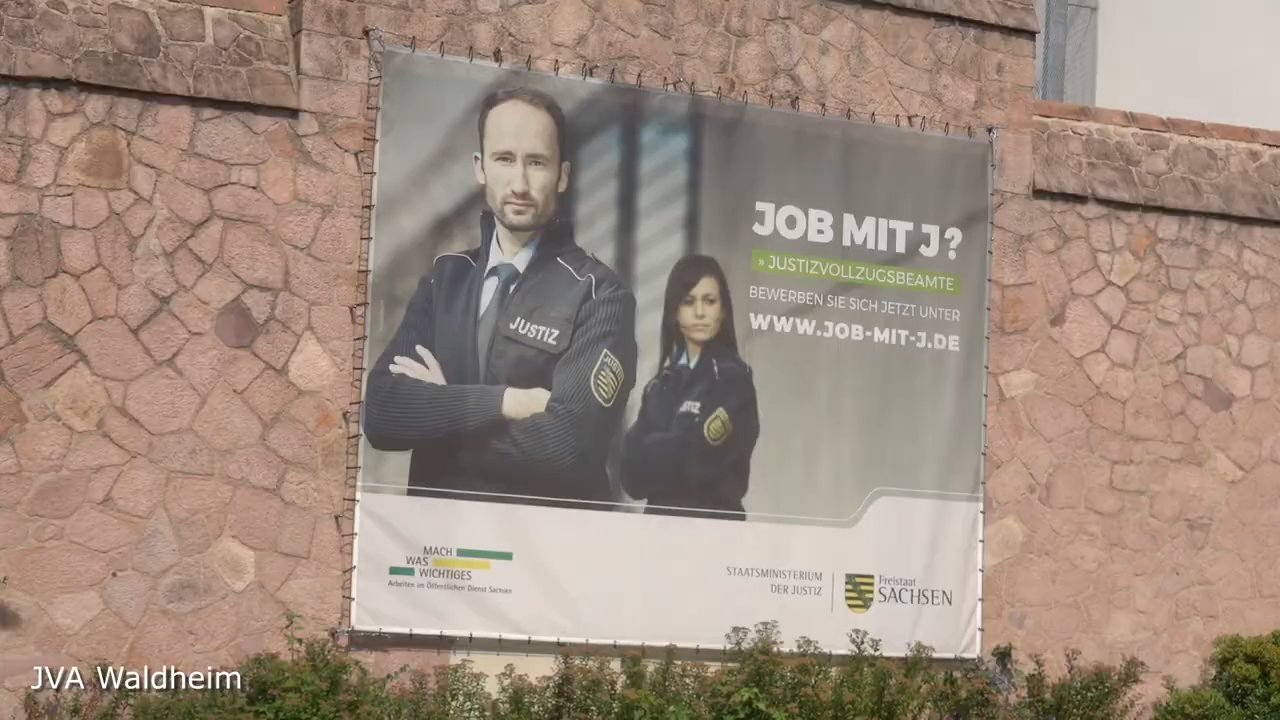 JOB MIT J?
» JUSTIZVOLLZUGSBEAMTE
BEWERBEN SIE SICH JETZT UNTER
WWW.JOB-MIT-J.DE
JUSTIZ
JUSTIZ
MACH
WAS
WICHTIGES
Arbeiten im Öffentlichen Dienst Sachsen
STAATSMINISTERIUM
DER JUSTIZ
Freistaat
SACHSEN
JVA Waldheim